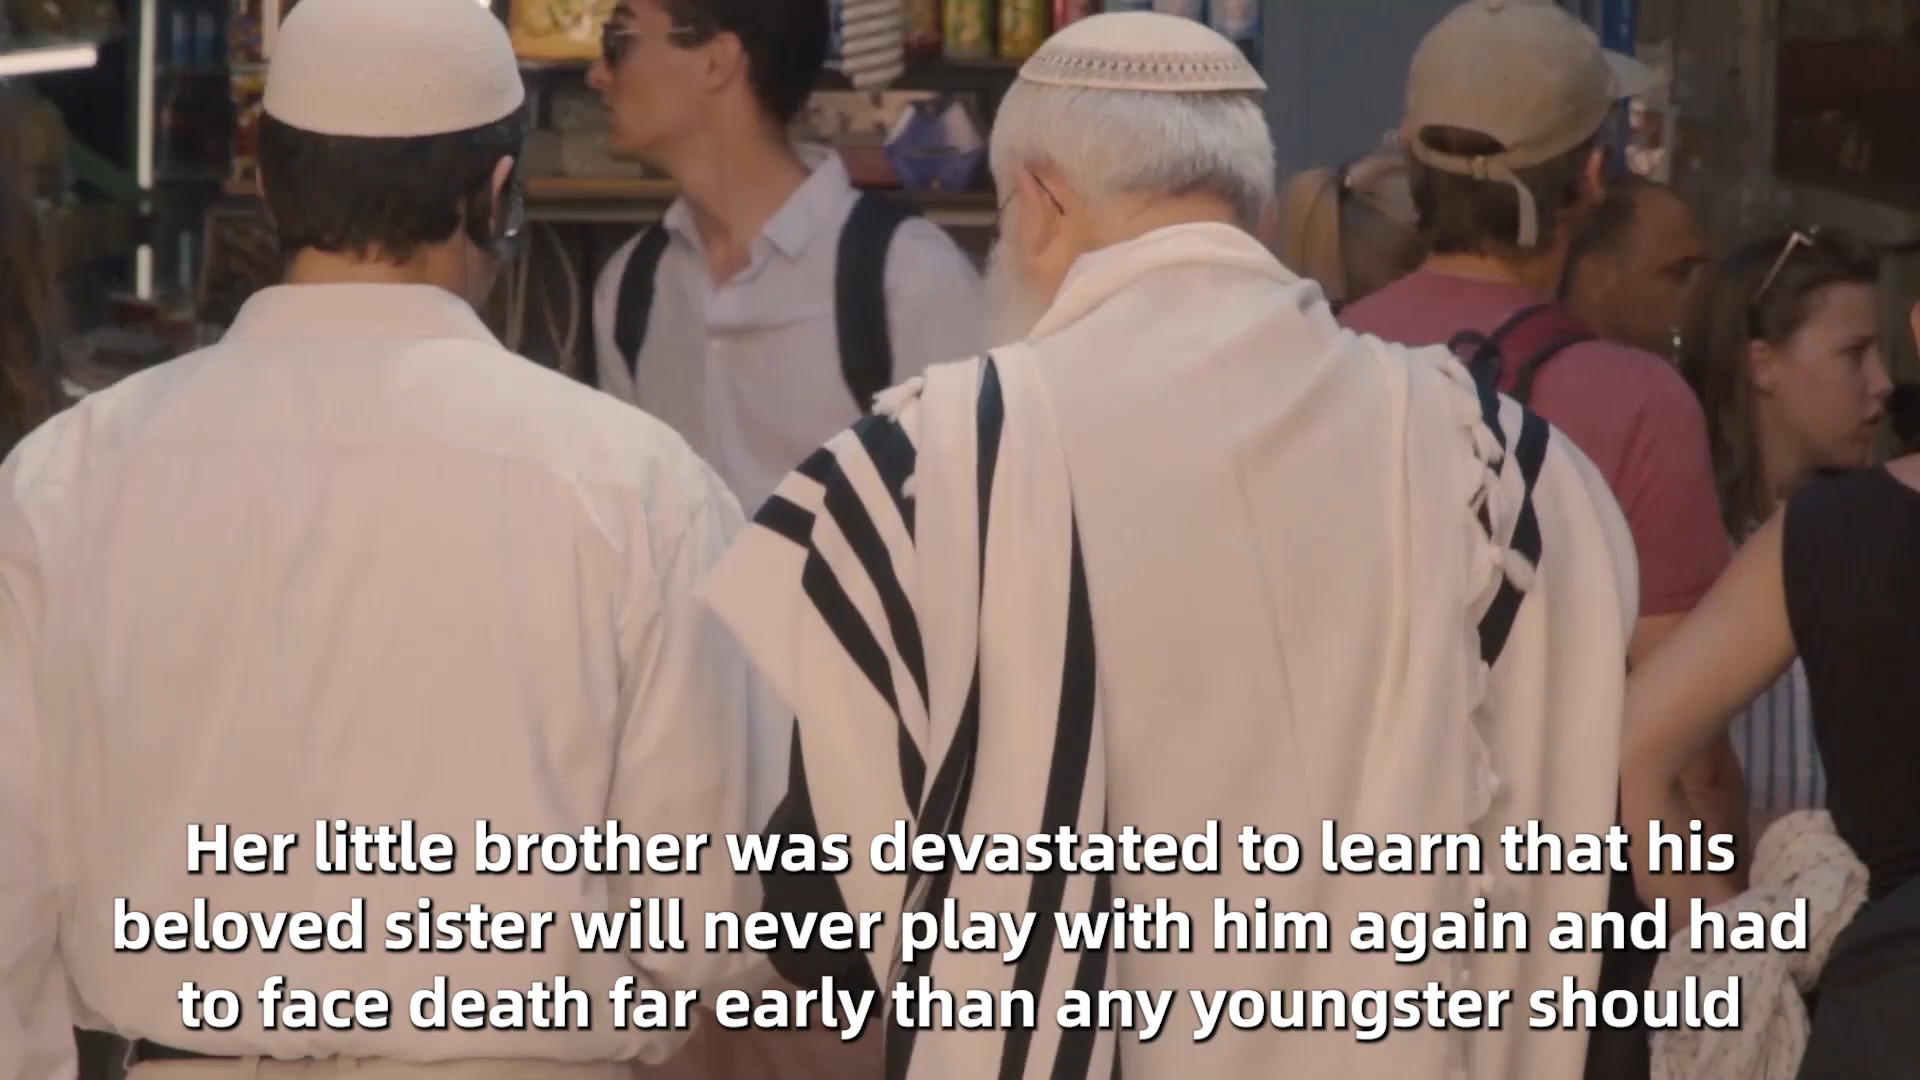 Her little brother was devastated to learn that his
beloved sister will never play with him again and had
to face death far early than any youngster should